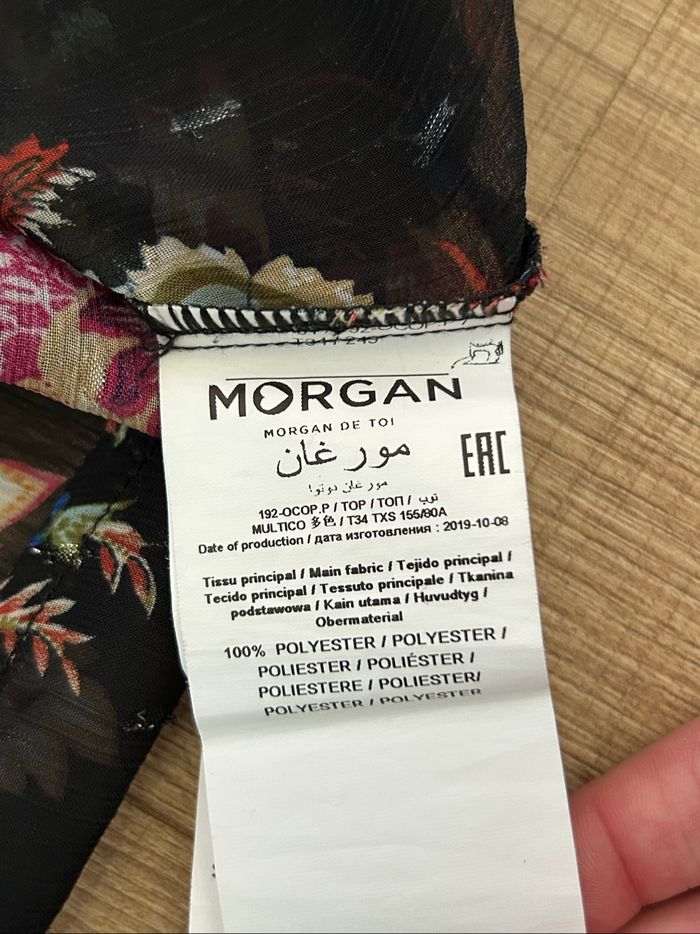 MORGAN
MORGAN DE TOI
مورغان
مورغان دوتوا
EAC
192-OCOP.P / TOP / ТОП / توب
MULTICO 多色 / T34 TXS 155/80A
Date of production / дата изготовления : 2019-10-08
Tissu principal / Main fabric / Tejido principal /
Tecido principal / Tessuto principale / Tkanina
podstawowa / Kain utama / Huvudtyg /
Obermaterial
100% POLYESTER / POLYESTER /
POLIESTER / POLIÉSTER /
POLIESTERE / POLIESTER/
POLYESTER / POLYESTER